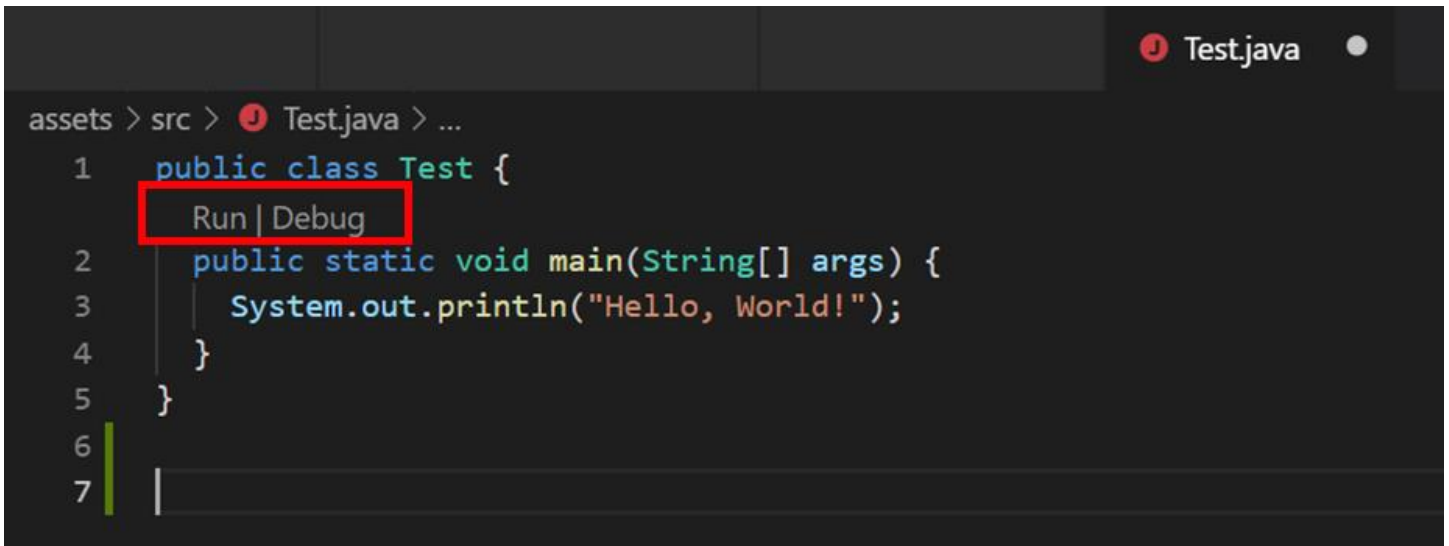 Test.java
assets > src > Test.java > ...
1 public class Test {
Run | Debug
2 public static void main(String[] args) {
3 System.out.println("Hello, World!");
4 }
5 }
6
7